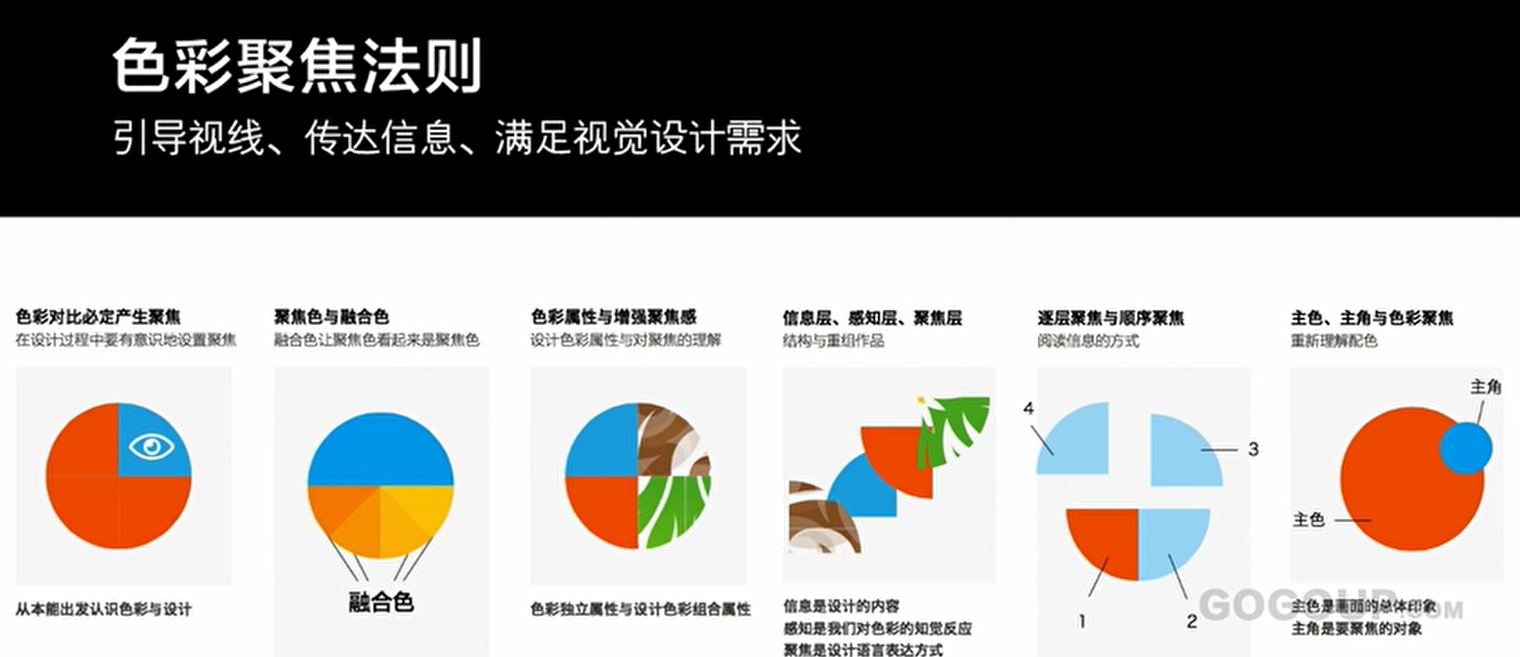 色彩聚焦法则
引导视线、传达信息、满足视觉设计需求
色彩对比必定产生聚焦
在设计过程中要有意识地设置聚焦
从本能出发认识色彩与设计
聚焦色与融合色
融合色让聚焦色看起来是聚焦色
融合色
色彩属性与增强聚焦感
设计色彩属性与对聚焦的理解
色彩独立属性与设计色彩组合属性
信息层、感知层、聚焦层
结构与重组作品
信息是设计的内容
感知是我们对色彩的知觉反应
聚焦是设计语言表达方式
逐层聚焦与顺序聚焦
阅读信息的方式
4
3
1
2
主色、主角与色彩聚焦
重新理解配色
主角
主色
主色是画面的总体印象
主角是要聚焦的对象
GOGOUP.COM